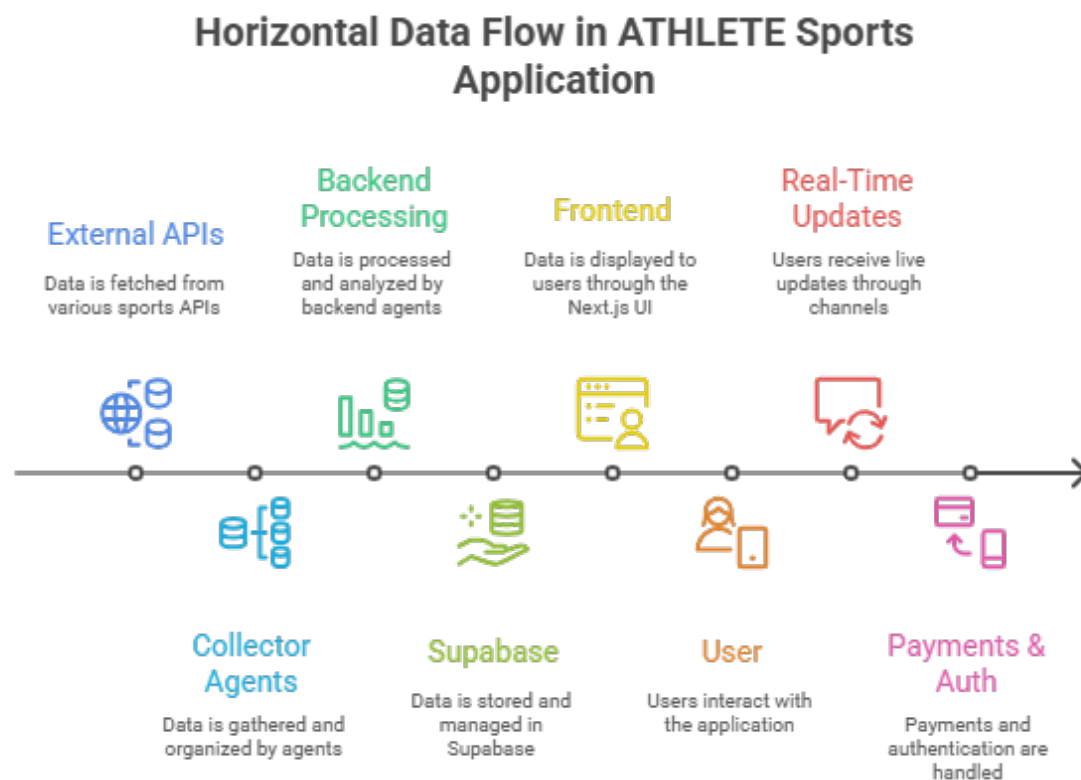 Horizontal Data Flow in ATHLETE Sports
Application
External APIs
Data is fetched from
various sports APIs
Backend
Processing
Data is processed
and analyzed by
backend agents
Frontend
Data is displayed to
users through the
Next.js UI
Real-Time
Updates
Users receive live
updates through
channels
Collector
Agents
Data is gathered and
organized by agents
Supabase
Data is stored and
managed in
Supabase
User
Users interact with
the application
Payments &
Auth
Payments and
authentication are
handled